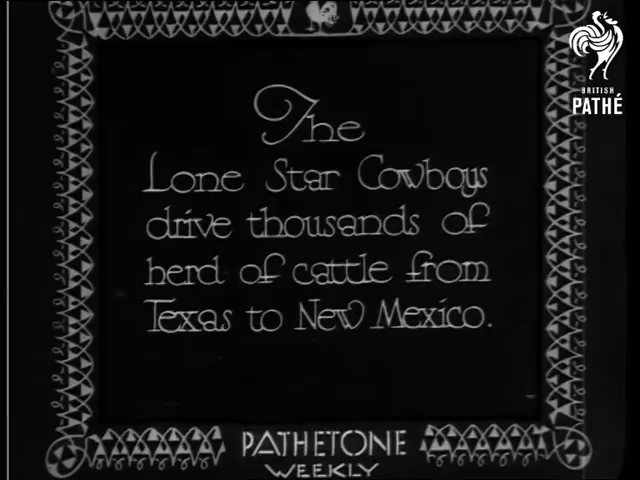 BRITISH
PATHÉ
The
Lone Star Cowboys
drive thousands of
herd of cattle from
Texas to New Mexico.
PATHETONE
WEEKLY